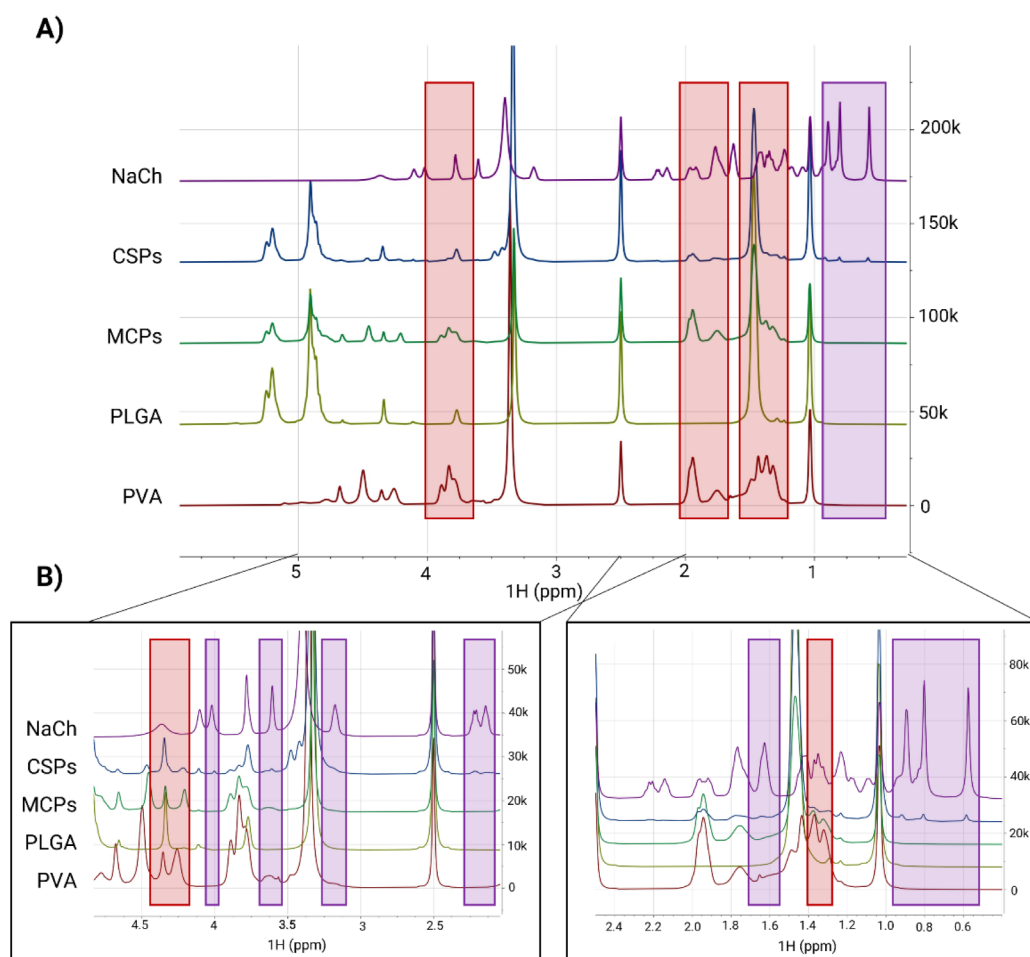 A)
NaCh
CSPs
MCPs
PLGA
PVA
200k
150k
100k
50k
0
5 4 3 2 1
1H (ppm)
B)
NaCh
CSPs
MCPs
PLGA
PVA
50k
40k
30k
20k
10k
0
4.5 4 3.5 3 2.5
1H (ppm)
80k
60k
40k
20k
0
2.4 2.2 2.0 1.8 1.6 1.4 1.2 1.0 0.8 0.6
1H (ppm)